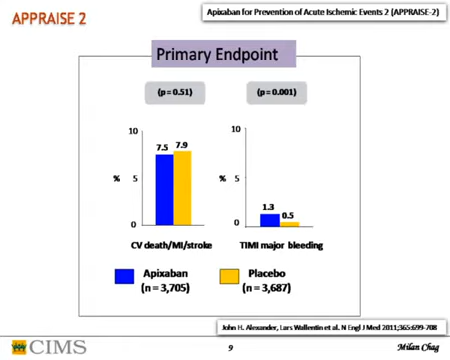 APPRAISE 2
Apixaban for Prevention of Acute Ischemic Events 2 (APPRAISE-2)
Primary Endpoint
(p = 0.51)
(p = 0.001)
10
7.5 7.9
% 5
0
CV death/MI/stroke
10
% 5
1.3
0.5
0
TIMI major bleeding
Apixaban
(n = 3,705)
Placebo
(n = 3,687)
John H. Alexander, Lars Wallentin et al. N Engl J Med 2011;365:699-708
CIMS
9
Milan Chag